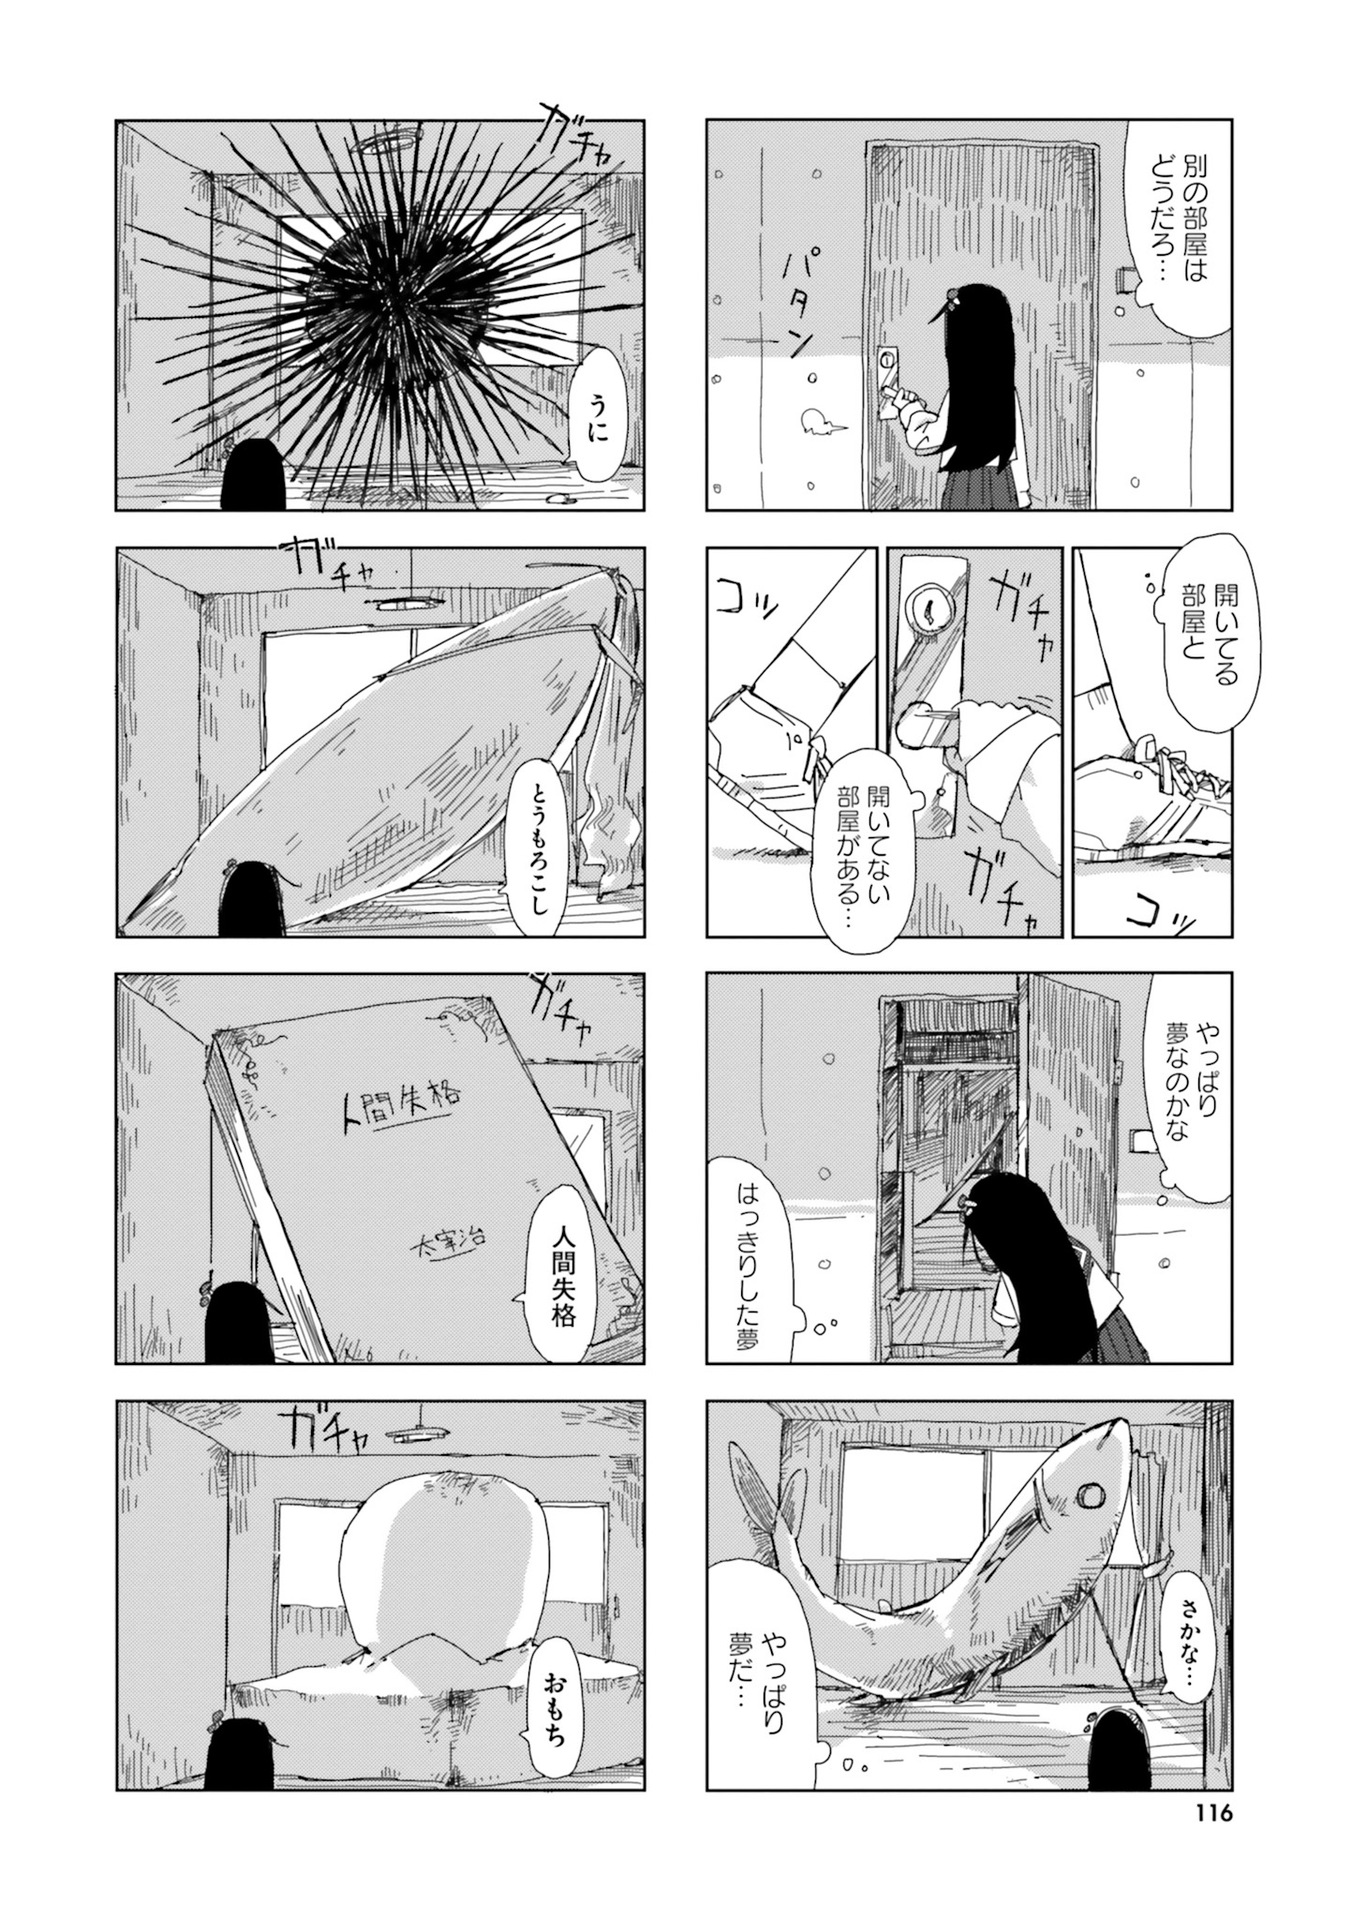 別の部屋は
どうだろ…
パタン
開いてる
部屋と
コッ
ガチャ
ガチャ
開いてない
部屋がある…
コッ
やっぱり
夢なのかな
はっきりした夢
さかな…
やっぱり
夢だ…
ガチャ
うに
ガチャ
とうもろこし
ガチャ
人間失格
太宰治
人間失格
ガチャ
おもち
116